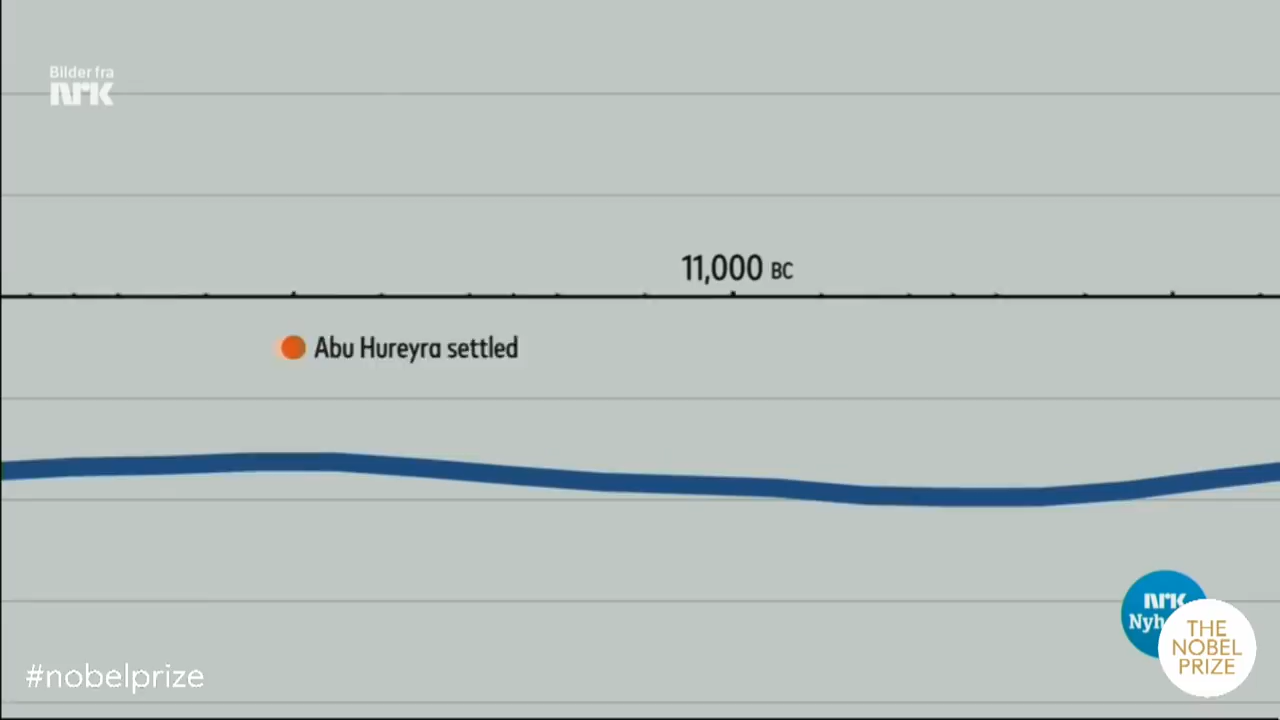 Bilder fra
nrk
11,000 BC
Abu Hureyra settled
nrk
THE
NOBEL
PRIZE
#nobelprize